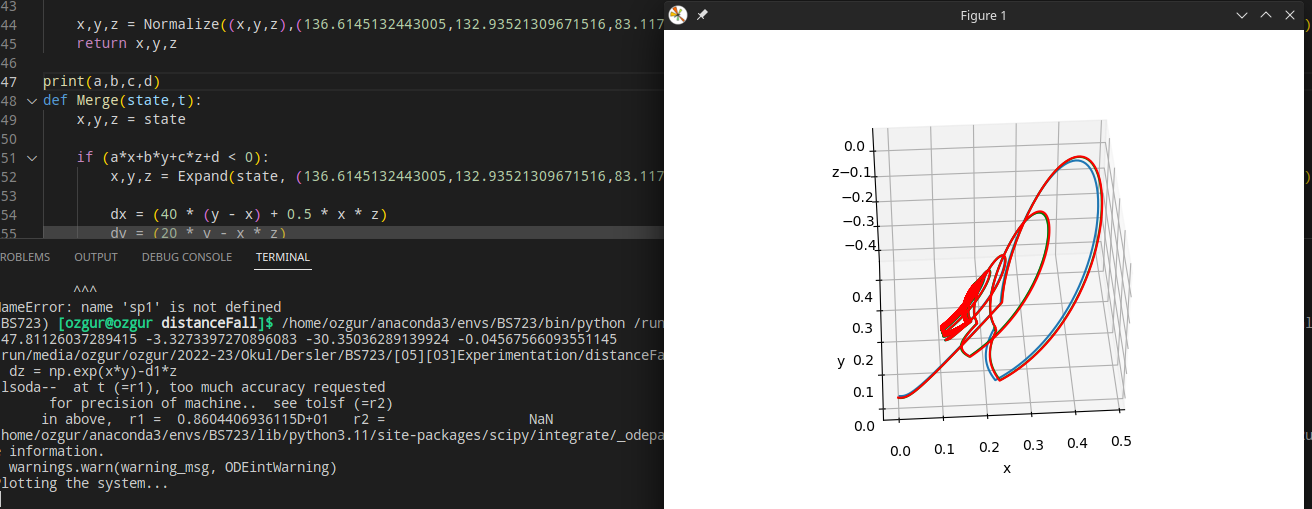 43
44 x,y,z = Normalize((x,y,z),(136.6145132443005,132.93521309671516,83.117
45 return x,y,z
46
47 print(a,b,c,d)
48 def Merge(state,t):
49 x,y,z = state
50
51 if (a*x+b*y+c*z+d < 0):
52 x,y,z = Expand(state, (136.6145132443005,132.93521309671516,83.117
53
54 dx = (40 * (y - x) + 0.5 * x * z)
55 dy = (20 * y - x * z)
ROBLEMS OUTPUT DEBUG CONSOLE TERMINAL
^^^
ameError: name 'sp1' is not defined
BS723) [ozgur@ozgur distanceFall]$ /home/ozgur/anaconda3/envs/BS723/bin/python /run
47.81126037289415 -3.3273397270896083 -30.35036289139924 -0.04567566093551145
run/media/ozgur/ozgur/2022-23/Okul/Dersler/BS723/[05][03]Experimentation/distanceFa
dz = np.exp(x*y)-d1*z
lsoda-- at t (=r1), too much accuracy requested
for precision of machine.. see tolsf (=r2)
in above, r1 = 0.8604406936115D+01 r2 = NaN
home/ozgur/anaconda3/envs/BS723/lib/python3.11/site-packages/scipy/integrate/_odepa
e information.
warnings.warn(warning_msg, ODEintWarning)
lotting the system...
Figure 1
0.0
z
−0.1
−0.2
−0.3
−0.4
0.4
0.3
y
0.2
0.1
0.0
0.0 0.1 0.2 0.3 0.4 0.5
x